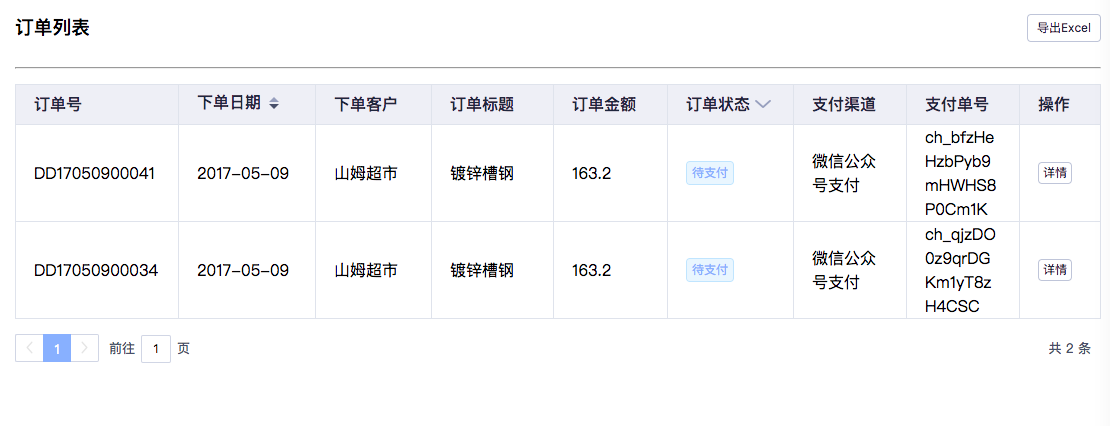 订单列表
导出Excel
订单号 下单日期 下单客户 订单标题 订单金额 订单状态 支付渠道 支付单号 操作
DD17050900041 2017-05-09 山姆超市 镀锌槽钢 163.2 待支付 微信公众号支付 ch_bfzHeHzbPyb9mHWHS8P0Cm1K 详情
DD17050900034 2017-05-09 山姆超市 镀锌槽钢 163.2 待支付 微信公众号支付 ch_qjzDO0z9qrDGKm1yT8zH4CSC 详情
1 前往 1 页 共 2 条